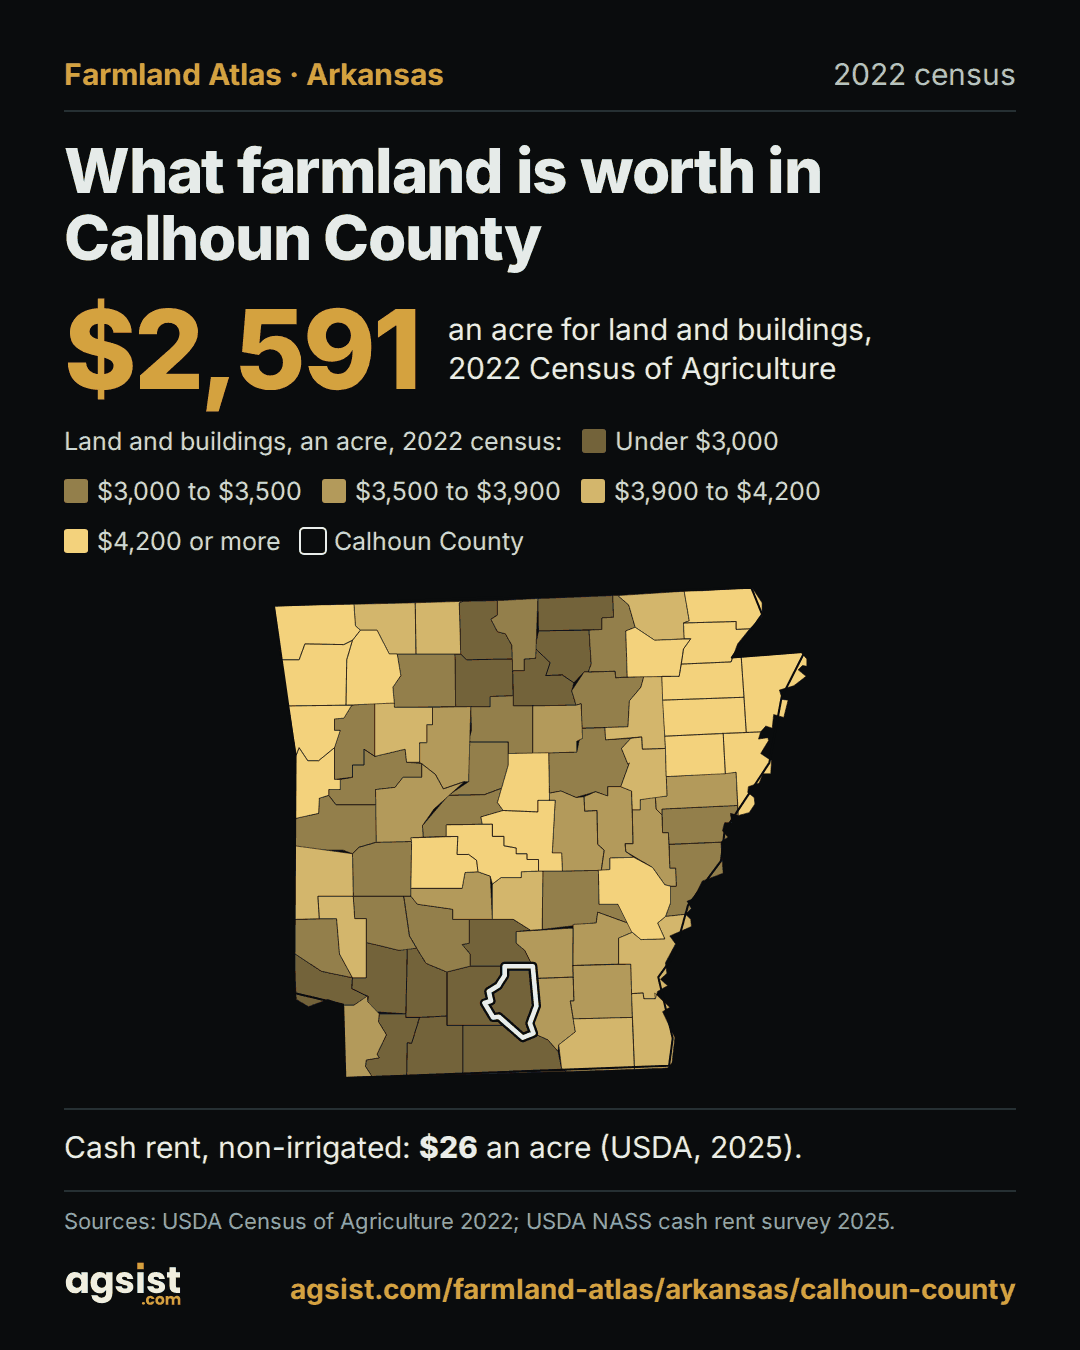 Farmland Atlas · Arkansas
2022 census
What farmland is worth in
Calhoun County
$2,591
an acre for land and buildings,
2022 Census of Agriculture
Land and buildings, an acre, 2022 census: Under $3,000
$3,000 to $3,500 $3,500 to $3,900 $3,900 to $4,200
$4,200 or more Calhoun County
Cash rent, non-irrigated: $26 an acre (USDA, 2025).
Sources: USDA Census of Agriculture 2022; USDA NASS cash rent survey 2025.
agsist
.com
agsist.com/farmland-atlas/arkansas/calhoun-county